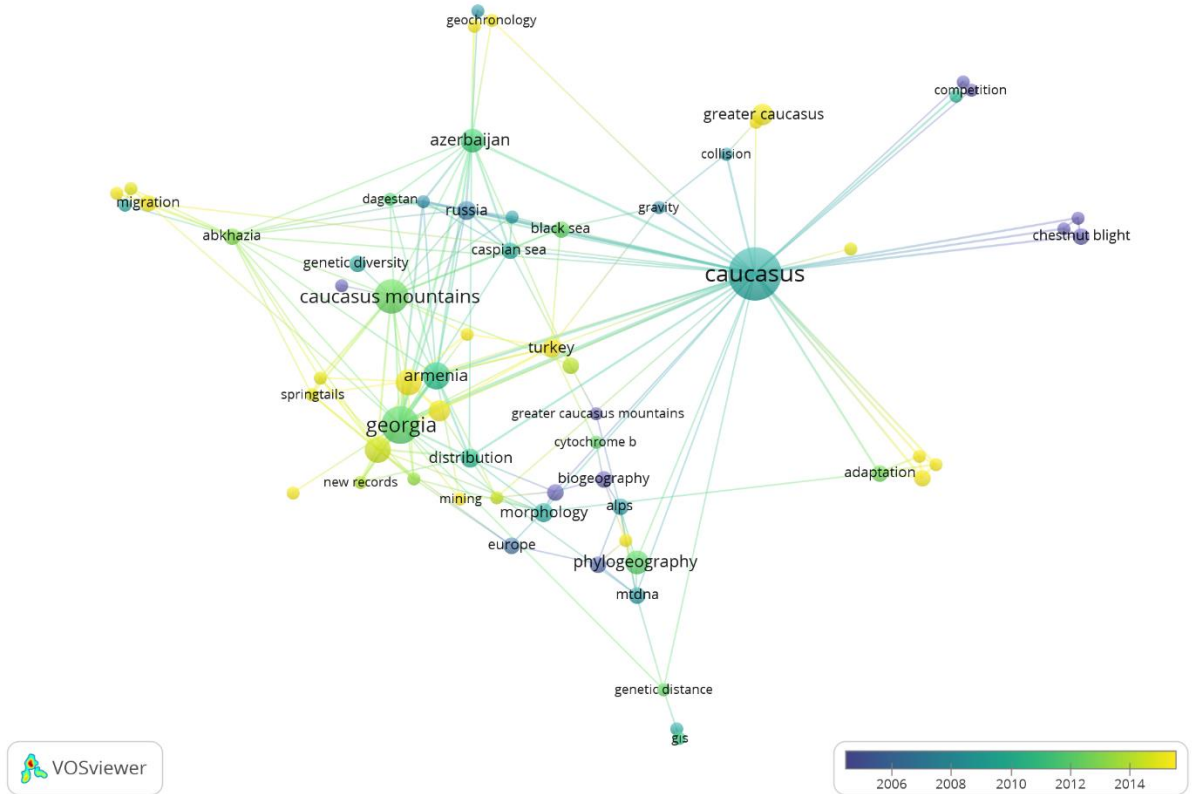 geochronology
competition
greater caucasus
azerbaijan
collision
dagestan
migration
russia
gravity
black sea
abkhazia
chestnut blight
caspian sea
genetic diversity
caucasus
caucasus mountains
turkey
armenia
springtails
greater caucasus mountains
georgia
cytochrome b
distribution
adaptation
biogeography
new records
mining
alps
morphology
europe
phylogeography
mtdna
genetic distance
gis
VOSviewer
2006 2008 2010 2012 2014